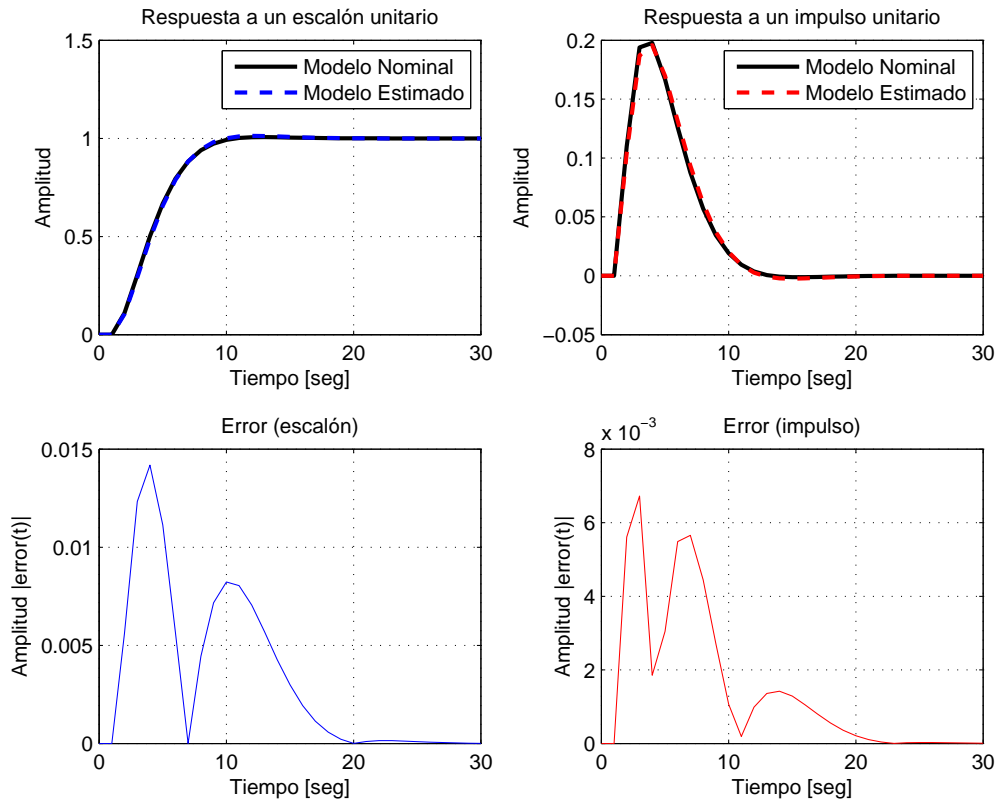 Respuesta a un escalón unitario
1.5
1
0.5
0
Amplitud
Modelo Nominal
Modelo Estimado
0 10 20 30
Tiempo [seg]
Respuesta a un impulso unitario
0.2
0.15
0.1
0.05
0
−0.05
Amplitud
Modelo Nominal
Modelo Estimado
0 10 20 30
Tiempo [seg]
Error (escalón)
0.015
0.01
0.005
0
Amplitud |error(t)|
0 10 20 30
Tiempo [seg]
Error (impulso)
x 10⁻³
8
6
4
2
0
Amplitud |error(t)|
0 10 20 30
Tiempo [seg]